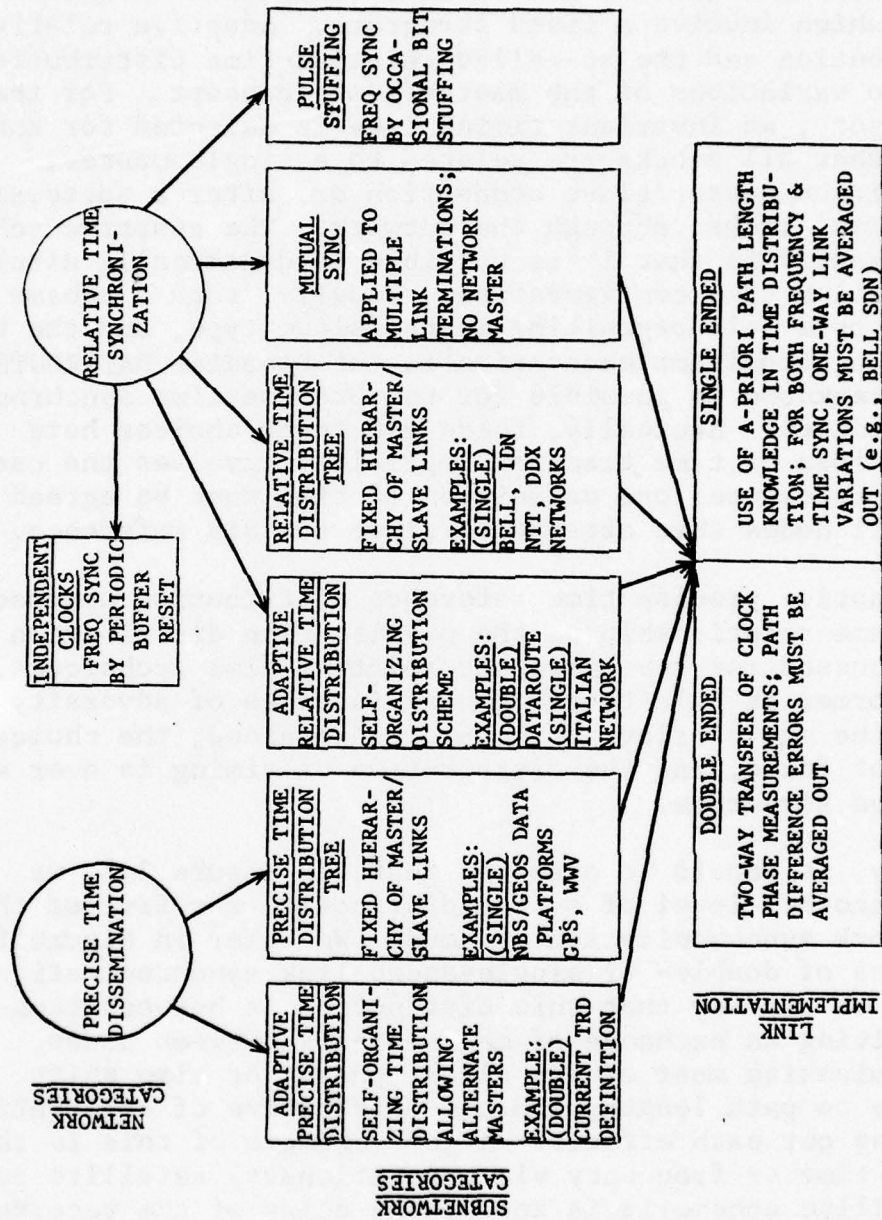 NETWORK
CATEGORIES
PRECISE TIME
DISSEMINATION
RELATIVE TIME
SYNCHRONI-
ZATION
INDEPENDENT
CLOCKS
FREQ SYNC
BY PERIODIC
BUFFER
RESET
SUBNETWORK
CATEGORIES
ADAPTIVE
PRECISE TIME
DISTRIBUTION
SELF-ORGANI-
ZING TIME
DISTRIBUTION
ALLOWING
ALTERNATE
MASTERS
EXAMPLE:
(DOUBLE)
CURRENT TRD
DEFINITION
PRECISE TIME
DISTRIBUTION
TREE
FIXED HIERAR-
CHY OF MASTER/
SLAVE LINKS
EXAMPLES:
(SINGLE)
NBS/GEOS DATA
PLATFORMS
GPS, WWV
ADAPTIVE
RELATIVE TIME
DISTRIBUTION
SELF-
ORGANIZING
DISTRIBUTION
SCHEME
EXAMPLES:
(DOUBLE)
DATAROUTE
(SINGLE)
ITALIAN
NETWORK
RELATIVE
DISTRIBUTION
TREE
FIXED HIERAR-
CHY OF MASTER/
SLAVE LINKS
EXAMPLES:
(SINGLE)
BELL, IDN
NT, DDX
NETWORKS
MUTUAL
SYNC
APPLIED TO
MULTIPLE
LINK
TERMINATIONS;
NO NETWORK
MASTER
PULSE
STUFFING
FREQ SYNC
BY OCCA-
SIONAL BIT
STUFFING
LINK
IMPLEMENTATION
DOUBLE ENDED
TWO-WAY TRANSFER OF CLOCK
PHASE MEASUREMENTS; PATH
DIFFERENCE ERRORS MUST BE
AVERAGED OUT
SINGLE ENDED
USE OF A-PRIORI PATH LENGTH
KNOWLEDGE IN TIME DISTRIBU-
TION. FOR BOTH FREQUENCY &
TIME SYNC, ONE-WAY LINK
VARIATIONS MUST BE AVERAGED
OUT (e.g., BELL SDN)